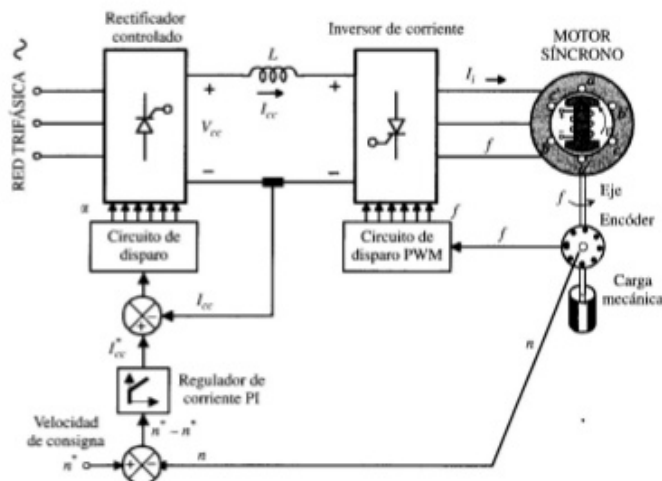 Rectificador
controlado
Inversor de corriente
MOTOR
SÍNCRONO
RED TRIFÁSICA
L
I_cc
V_cc
+
+
−
−
I_i
f
a
b
Eje
f
Encóder
α
Circuito de
disparo
f
Circuito de
disparo PWM
f
Carga
mecánica
I_cc
+
−
I*_cc
n
Regulador de
corriente PI
Velocidad
de consigna
n* − n*
n*
+
−
n